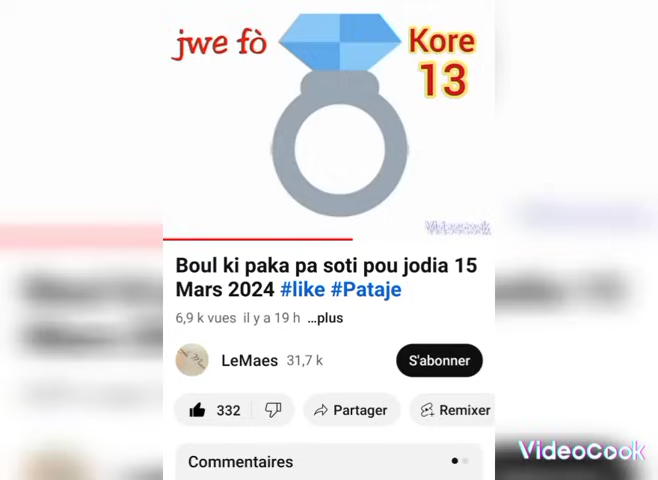 jwe fò
Kore
13
Videocook
Boul ki paka pa soti pou jodia 15
Mars 2024 #like #Pataje
6,9 k vues il y a 19 h ...plus
LeMaes 31,7 k
S'abonner
332
Partager
Remixer
Commentaires
VideoCook